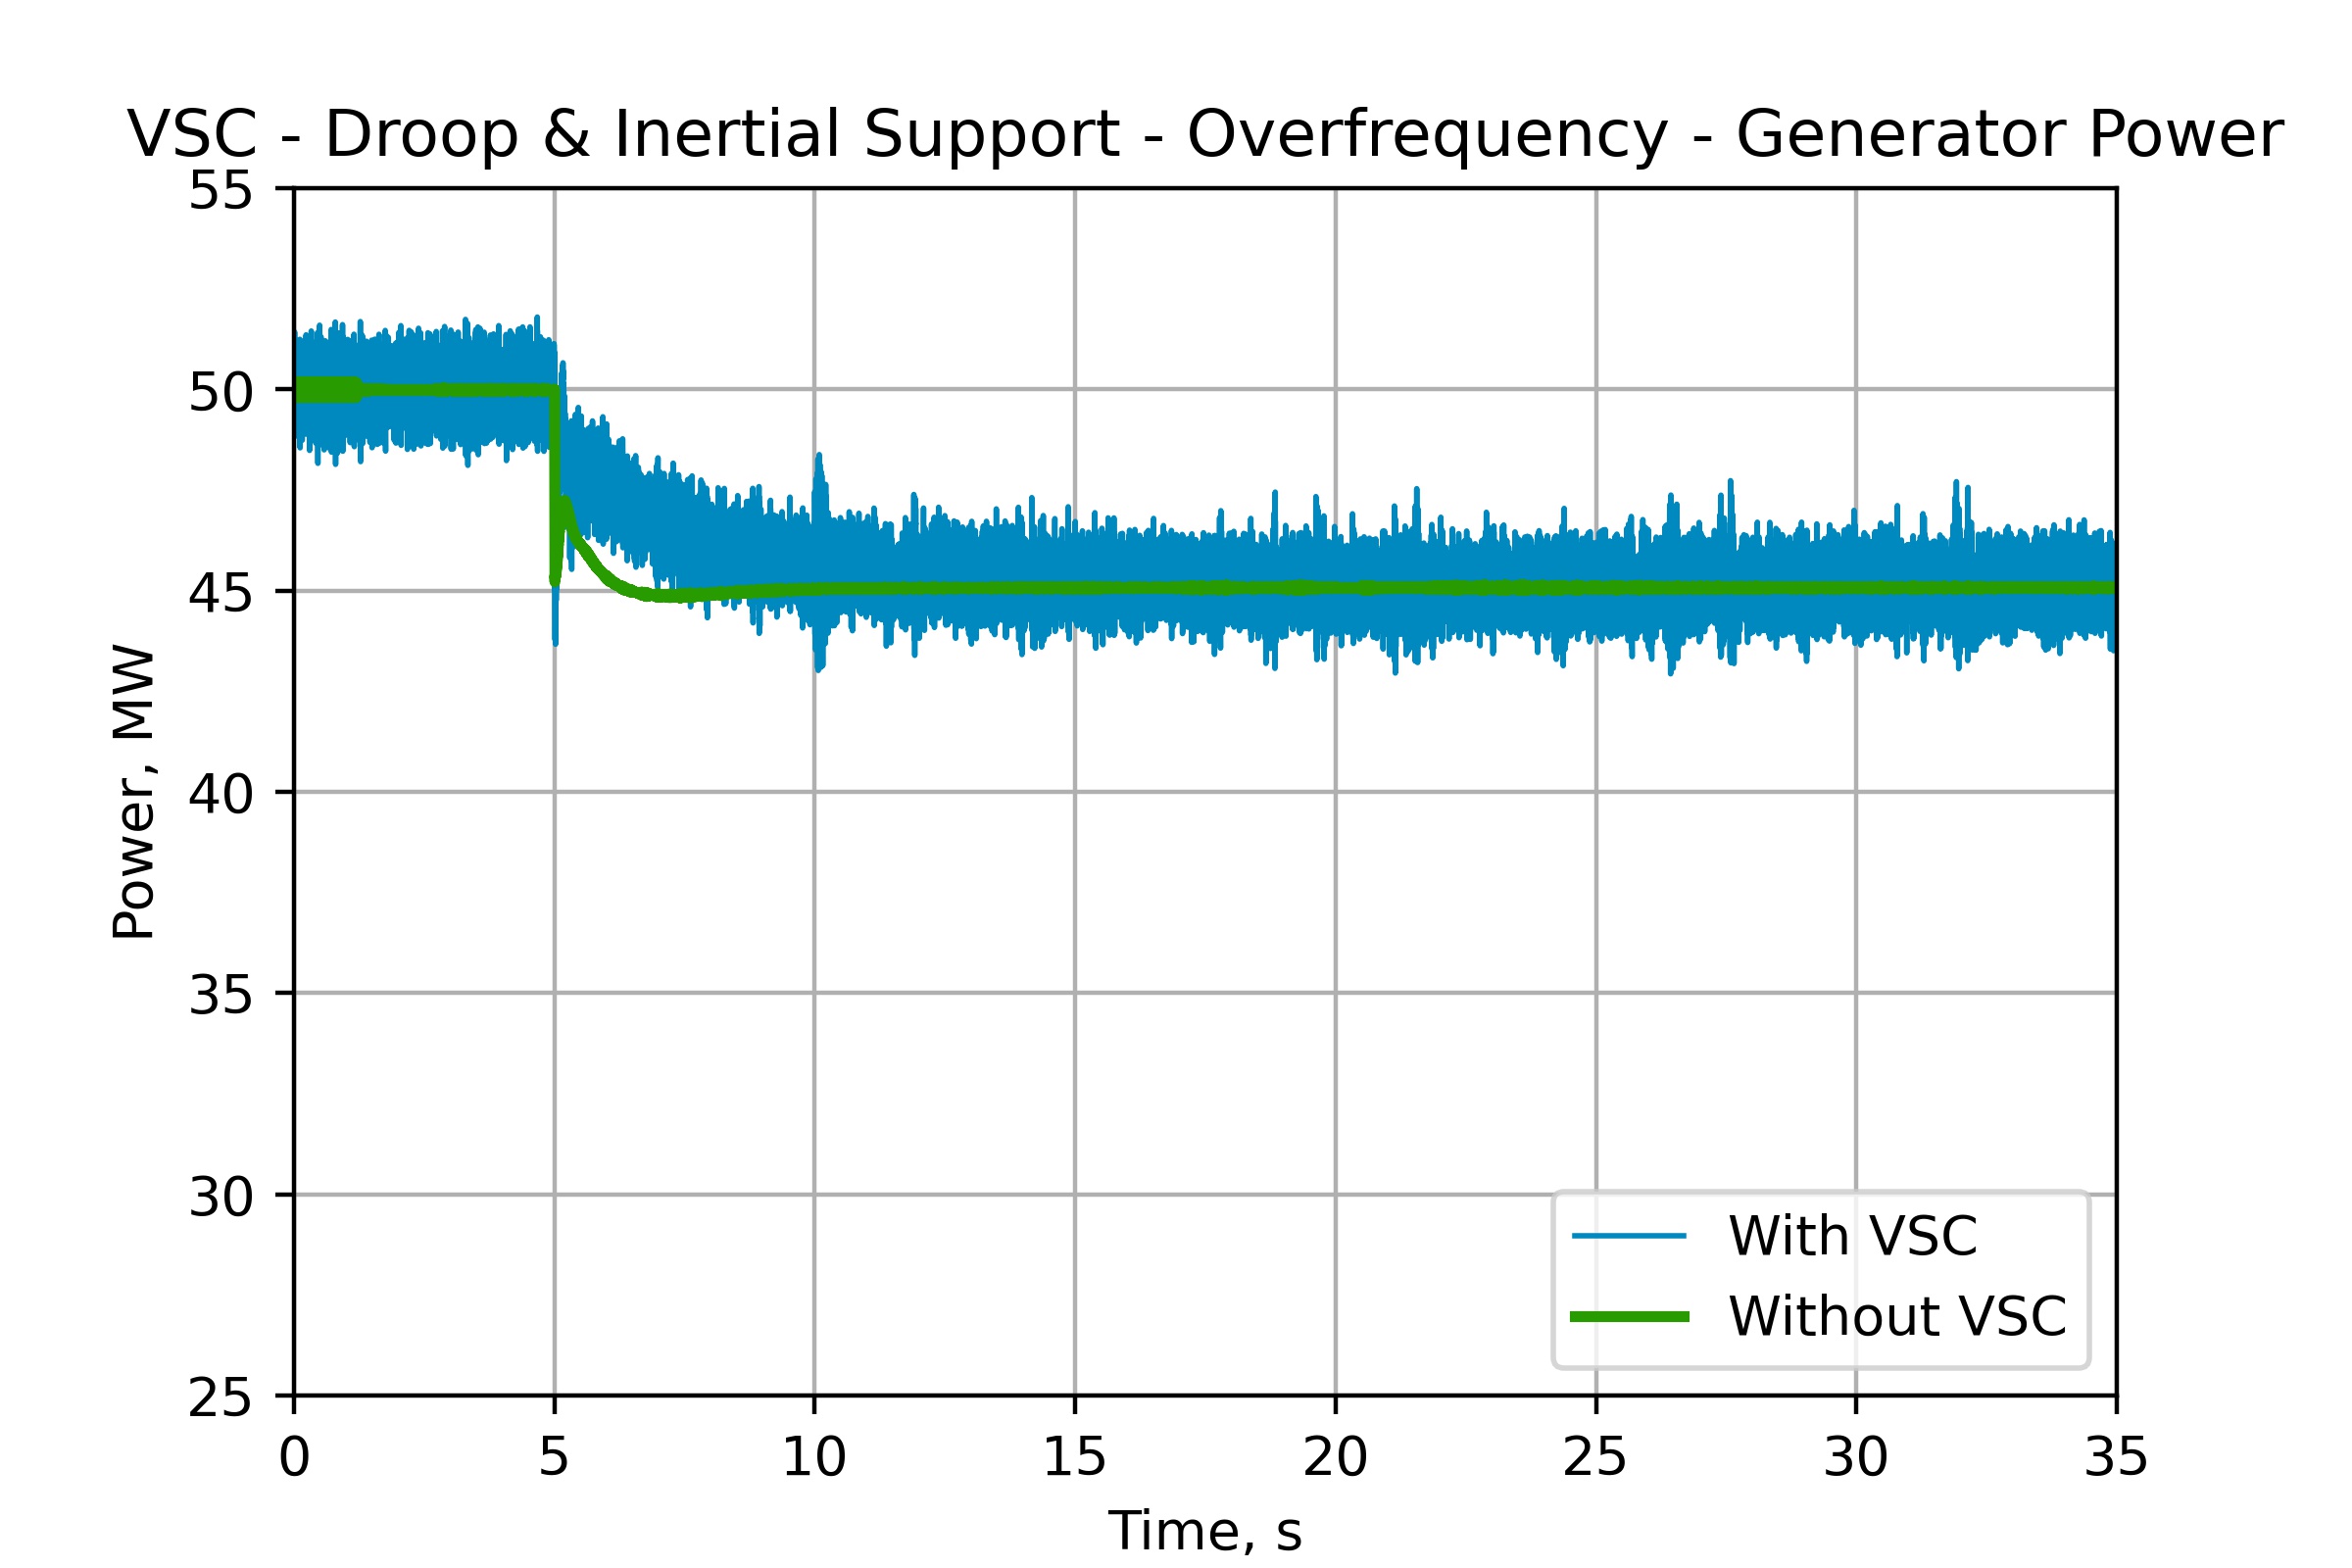 VSC - Droop & Inertial Support - Overfrequency - Generator Power
55
50
45
40
35
30
25
Power, MW
With VSC
Without VSC
0 5 10 15 20 25 30 35
Time, s